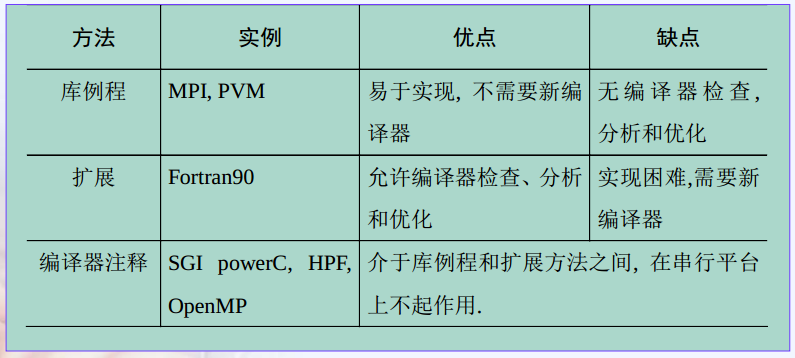 方法 实例 优点 缺点
库例程 MPI, PVM 易于实现, 不需要新编 无编译器检查,
译器 分析和优化
扩展 Fortran90 允许编译器检查、分析 实现困难,需要新
和优化 编译器
编译器注释 SGI powerC, HPF, 介于库例程和扩展方法之间, 在串行平台
OpenMP 上不起作用.